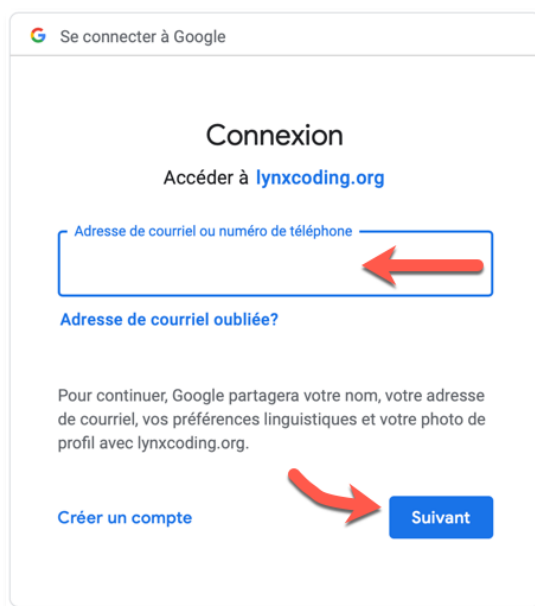 Se connecter à Google
Connexion
Accéder à lynxcoding.org
Adresse de courriel ou numéro de téléphone
Adresse de courriel oubliée?
Pour continuer, Google partagera votre nom, votre adresse
de courriel, vos préférences linguistiques et votre photo de
profil avec lynxcoding.org.
Créer un compte
Suivant